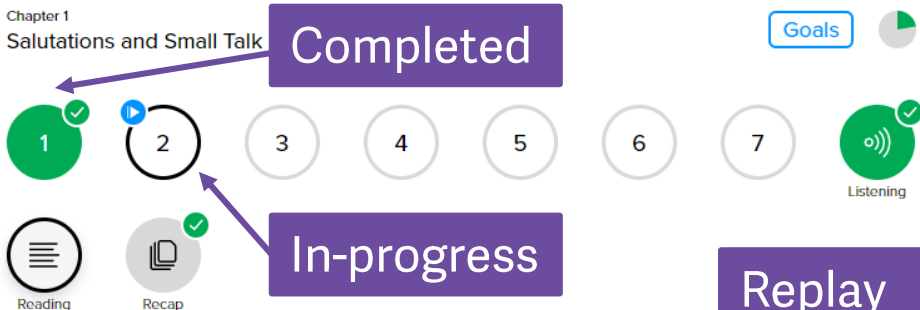 Chapter 1
Salutations and Small Talk
Completed
Goals
1 2 3 4 5 6 7
Listening
In-progress
Replay
Reading Recap